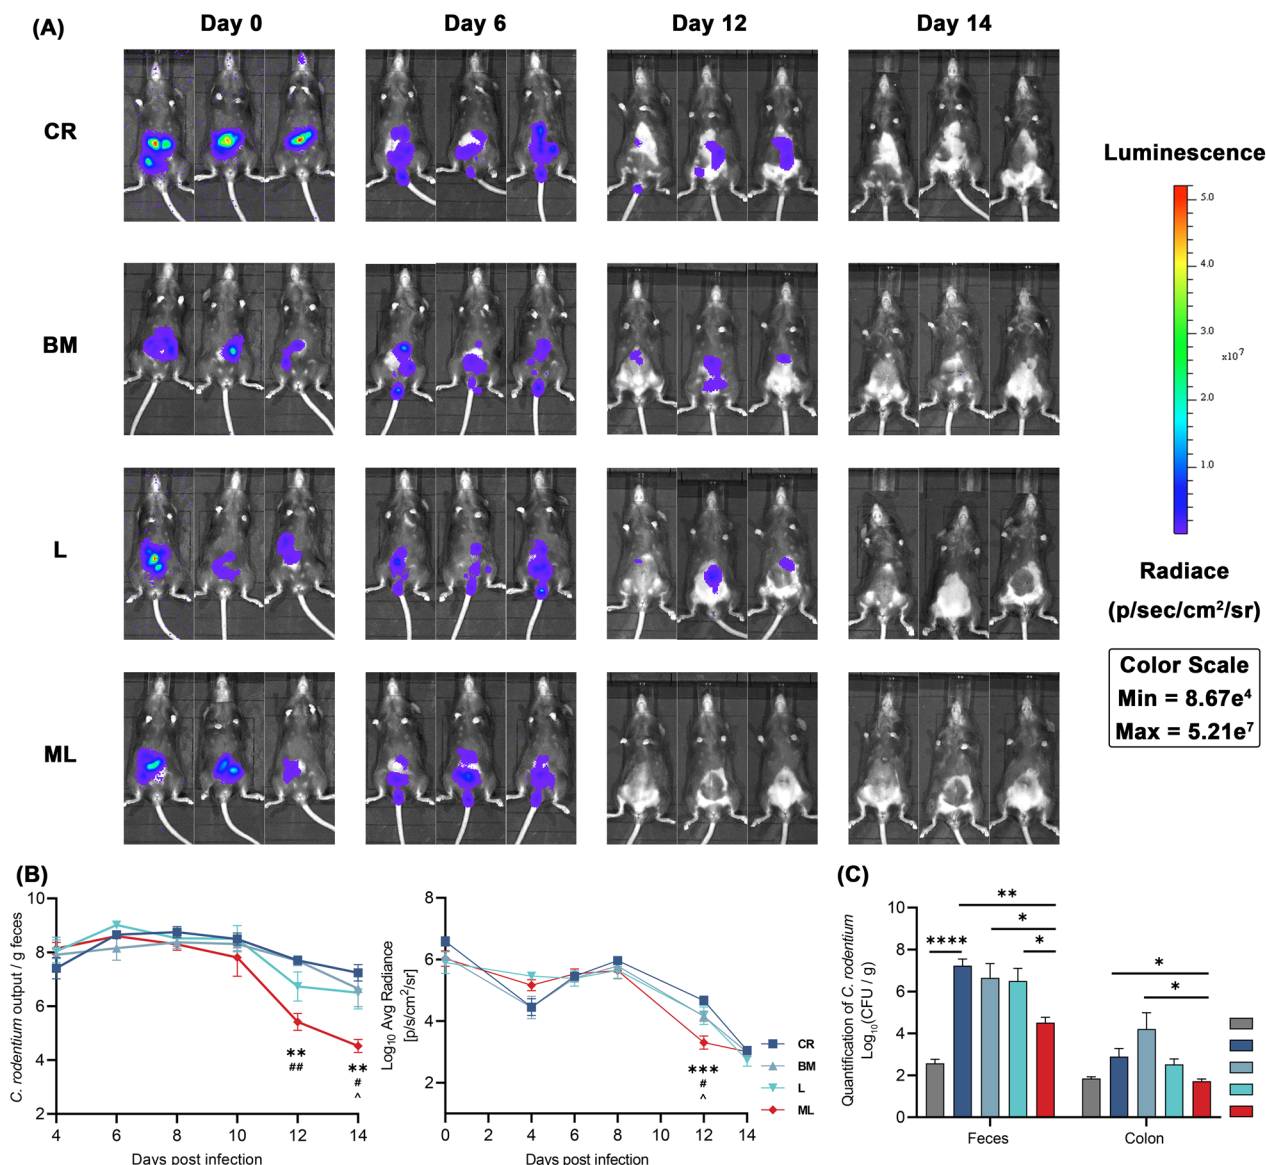 (A)
Day 0
Day 6
Day 12
Day 14
CR
BM
L
ML
Luminescence
5.0
4.0
3.0
x10⁷
2.0
1.0
Radiace
(p/sec/cm²/sr)
Color Scale
Min = 8.67e⁴
Max = 5.21e⁷
(B)
C. rodentium output / g feces
10
8
6
4
2
4
6
8
10
12
14
Days post infection
**
##
**
#
^
Log₁₀ Avg Radiance
[p/s/cm²/sr]
8
6
4
2
0
2
4
6
8
10
12
14
Days post infection
***
#
^
CR
BM
L
ML
(C)
Quantification of C. rodentium
Log₁₀(CFU / g)
10
8
6
4
2
0
**
*
****
*
*
*
Feces
Colon